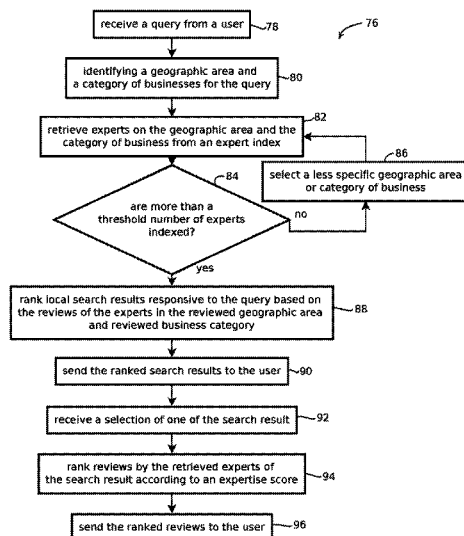 receive a query from a user
78
76
identifying a geographic area and
a category of businesses for the query
80
82
retrieve experts on the geographic area and the
category of business from an expert index
86
select a less specific geographic area
or category of business
84
are more than a
threshold number of experts
indexed?
no
yes
rank local search results responsive to the query based on
the reviews of the experts in the reviewed geographic area
and reviewed business category
88
send the ranked search results to the user
90
receive a selection of one of the search result
92
rank reviews by the retrieved experts of
the search result according to an expertise score
94
send the ranked reviews to the user
96